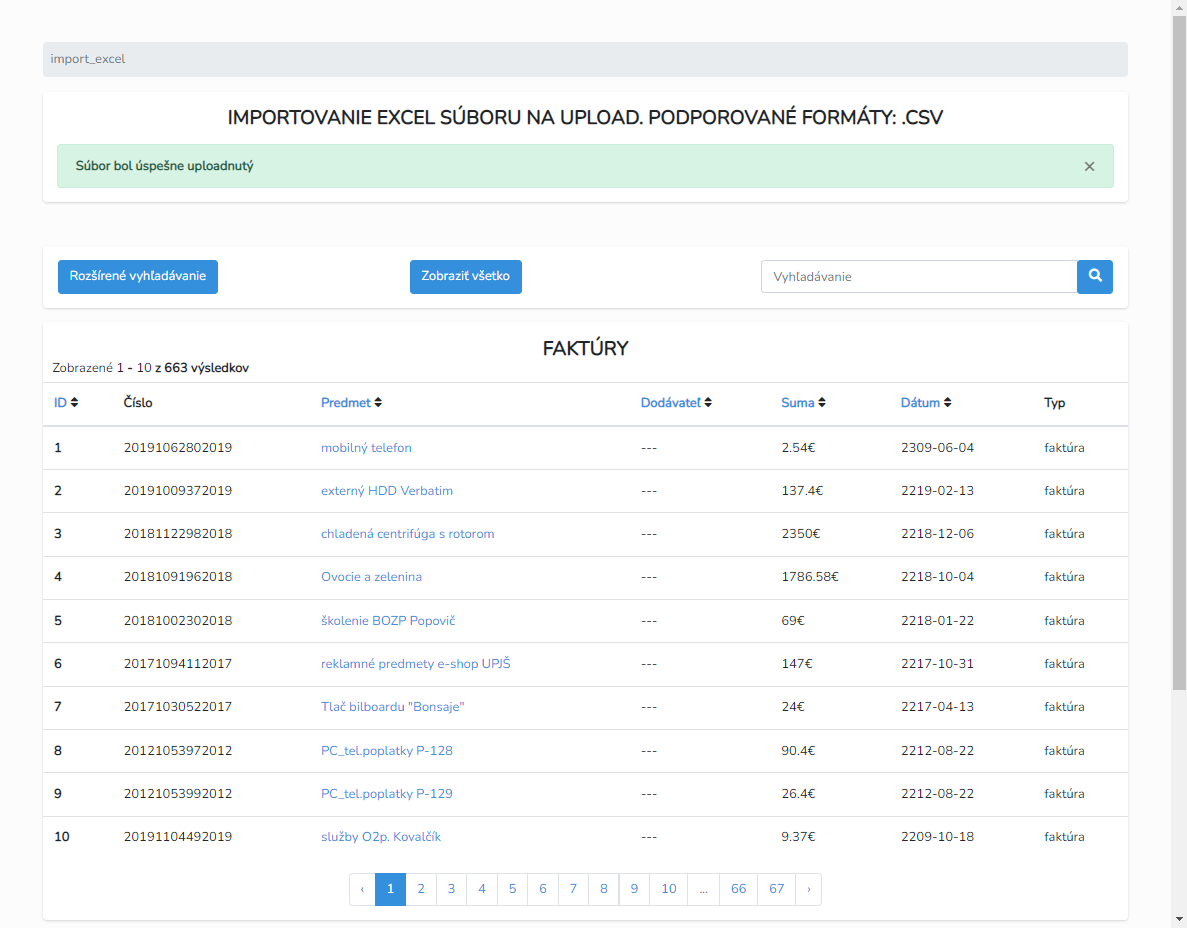 import_excel
IMPORTOVANIE EXCEL SÚBORU NA UPLOAD. PODPOROVANÉ FORMÁTY: .CSV
Súbor bol úspešne uploadnutý ×
Rozšírené vyhľadávanie Zobraziť všetko Vyhľadávanie
FAKTÚRY
Zobrazené 1 - 10 z 663 výsledkov
ID Číslo Predmet Dodávateľ Suma Dátum Typ
1 20191062802019 mobilný telefon --- 2.54€ 2309-06-04 faktúra
2 20191009372019 externý HDD Verbatim --- 137.4€ 2219-02-13 faktúra
3 20181122982018 chladená centrifúga s rotorom --- 2350€ 2218-12-06 faktúra
4 20181091962018 Ovocie a zelenina --- 1786.58€ 2218-10-04 faktúra
5 20181002302018 školenie BOZP Popovič --- 69€ 2218-01-22 faktúra
6 20171094112017 reklamné predmety e-shop UPJŠ --- 147€ 2217-10-31 faktúra
7 20171030522017 Tlač bilboardu "Bonsaje" --- 24€ 2217-04-13 faktúra
8 20121053972012 PC_tel.poplatky P-128 --- 90.4€ 2212-08-22 faktúra
9 20121053992012 PC_tel.poplatky P-129 --- 26.4€ 2212-08-22 faktúra
10 20191104492019 služby O2p. Kovalčík --- 9.37€ 2209-10-18 faktúra
‹ 1 2 3 4 5 6 7 8 9 10 ... 66 67 ›